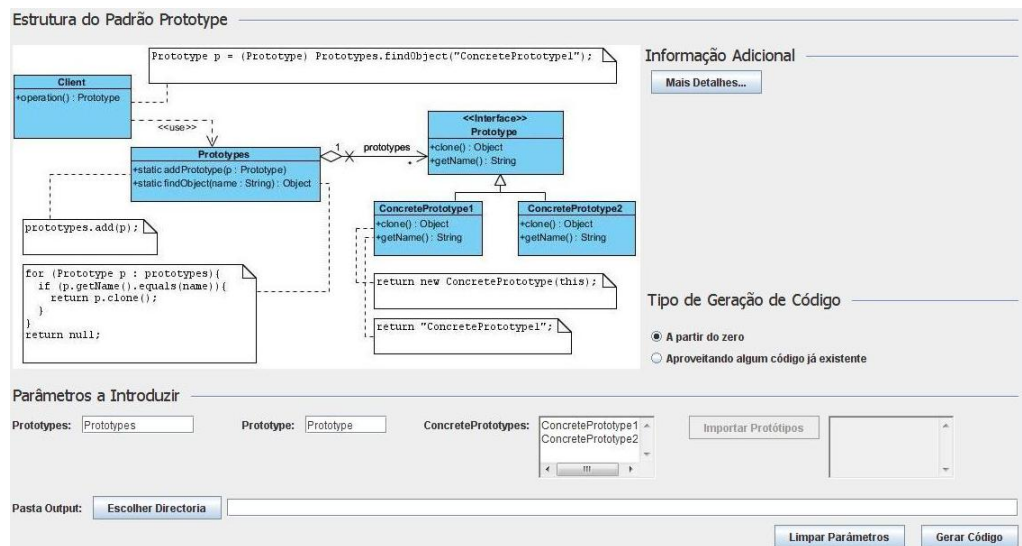 Estrutura do Padrão Prototype
Prototype p = (Prototype) Prototypes.findObject("ConcretePrototype1");
Client
+operation() : Prototype
<<use>>
Prototypes
+static addPrototype(p : Prototype)
+static findObject(name : String) : Object
1
prototypes
*
<<Interface>>
Prototype
+clone() : Object
+getName() : String
ConcretePrototype1
+clone() : Object
+getName() : String
ConcretePrototype2
+clone() : Object
+getName() : String
prototypes.add(p);
for (Prototype p : prototypes){
if (p.getName().equals(name)){
return p.clone();
}
}
return null;
return new ConcretePrototype(this);
return "ConcretePrototype1";
Informação Adicional
Mais Detalhes...
Tipo de Geração de Código
A partir do zero
Aproveitando algum código já existente
Parâmetros a Introduzir
Prototypes: Prototypes
Prototype: Prototype
ConcretePrototypes:
ConcretePrototype1
ConcretePrototype2
Importar Protótipos
Pasta Output:
Escolher Directoria
Limpar Parâmetros
Gerar Código